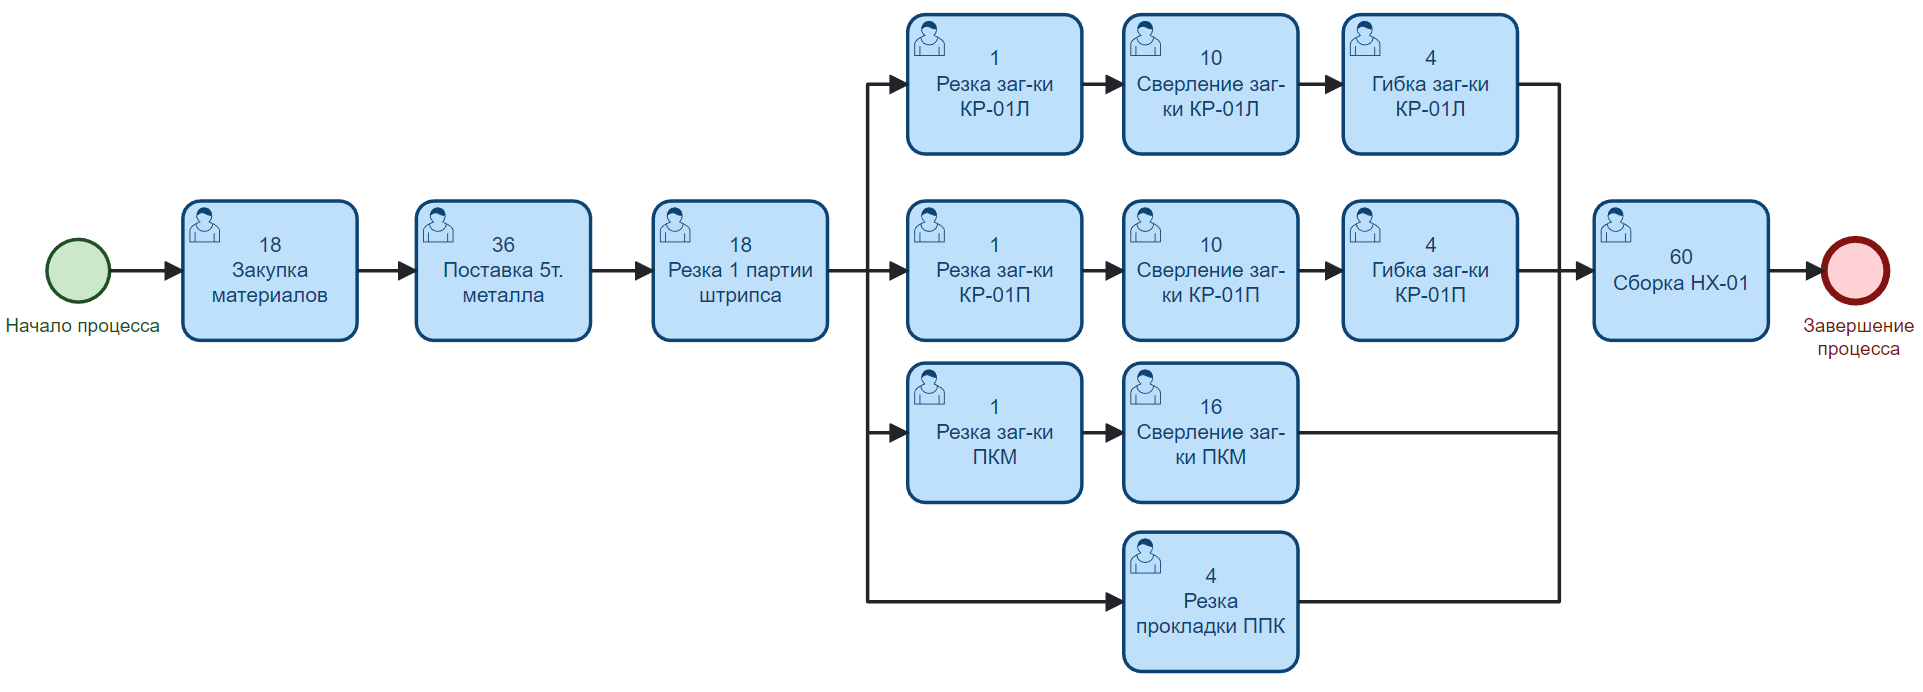 Начало процесса
18
Закупка
материалов
36
Поставка 5т.
металла
18
Резка 1 партии
штрипса
1
Резка заг-ки
КР-01Л
10
Сверление заг-
ки КР-01Л
4
Гибка заг-ки
КР-01Л
1
Резка заг-ки
КР-01П
10
Сверление заг-
ки КР-01П
4
Гибка заг-ки
КР-01П
1
Резка заг-ки
ПКМ
16
Сверление заг-
ки ПКМ
4
Резка
прокладки ППК
60
Сборка НХ-01
Завершение
процесса